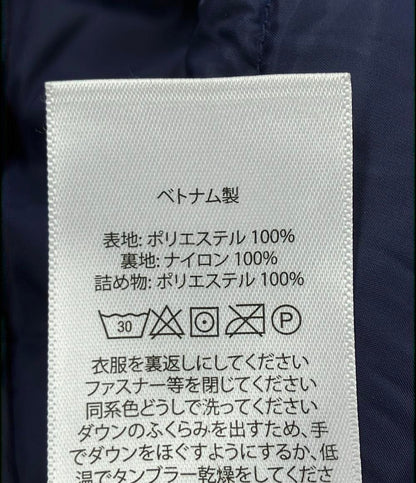 ベトナム製
表地: ポリエステル 100%
裏地: ナイロン 100%
詰め物: ポリエステル 100%
30 P
衣服を裏返しにしてください
ファスナー等を閉じてください
同系色どうしで洗ってください
ダウンのふくらみを出すため、手
でダウンをほぐすようにするか、低
温でタンブラー乾燥をしてくださ